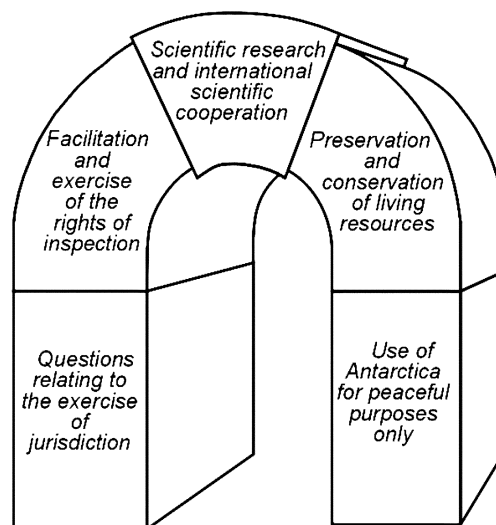 Scientific research
and international
scientific
cooperation
Facilitation
and
exercise
of the
rights of
inspection
Preservation
and
conservation
of living
resources
Questions
relating to
the exercise
of
jurisdiction
Use of
Antarctica
for peaceful
purposes
only